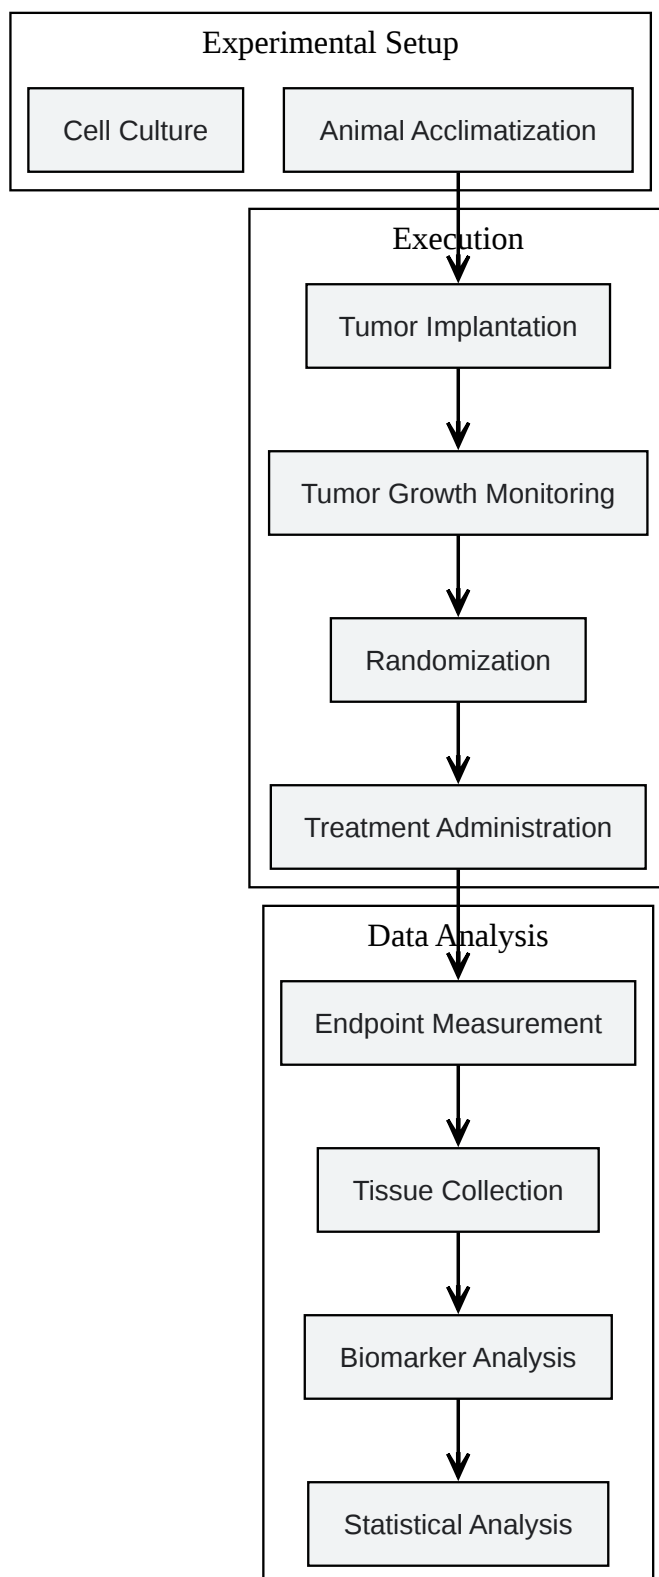 Experimental Setup
Cell Culture
Animal Acclimatization
Execution
Tumor Implantation
Tumor Growth Monitoring
Randomization
Treatment Administration
Data Analysis
Endpoint Measurement
Tissue Collection
Biomarker Analysis
Statistical Analysis